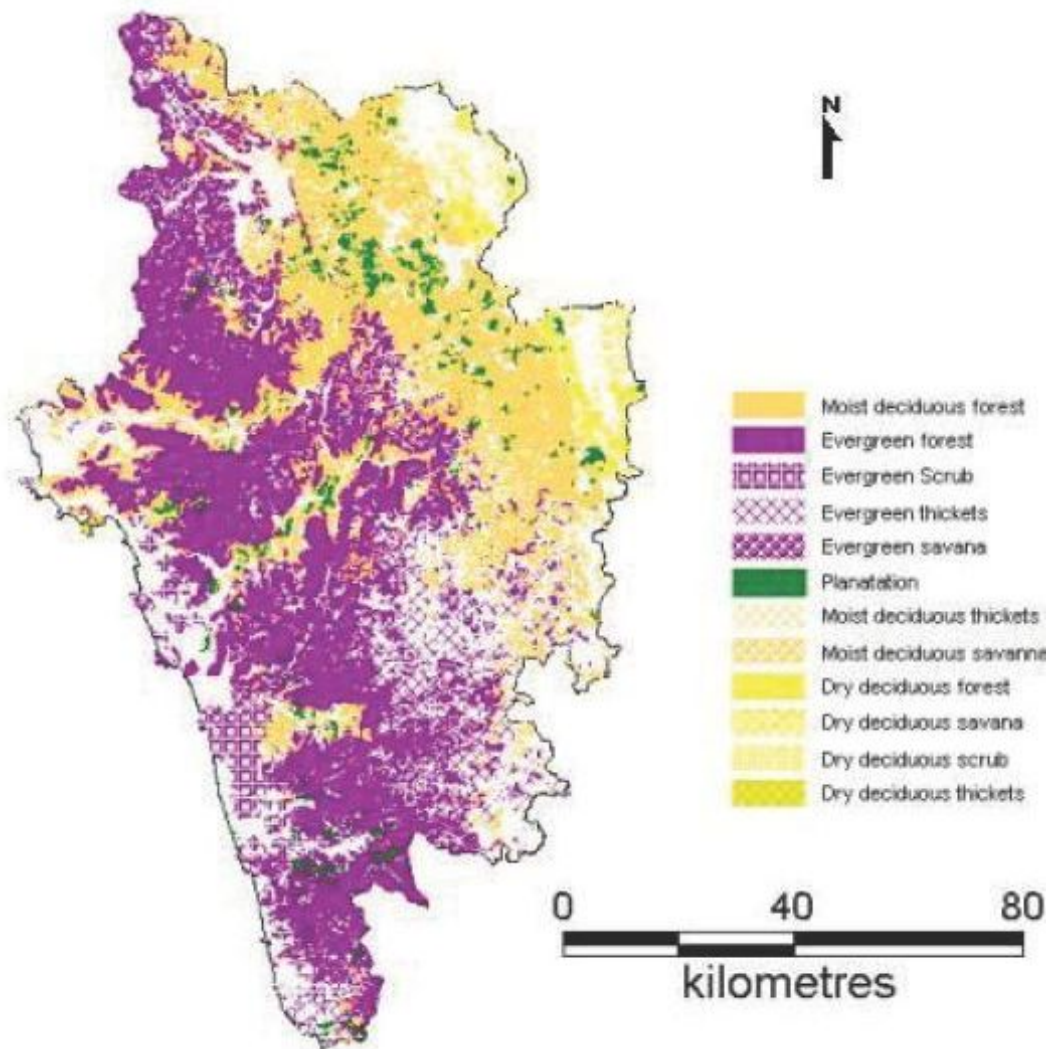 N
Moist deciduous forest
Evergreen forest
Evergreen Scrub
Evergreen thickets
Evergreen savana
Planatation
Moist deciduous thickets
Moist deciduous savanna
Dry deciduous forest
Dry deciduous savana
Dry deciduous scrub
Dry deciduous thickets
0 40 80
kilometres